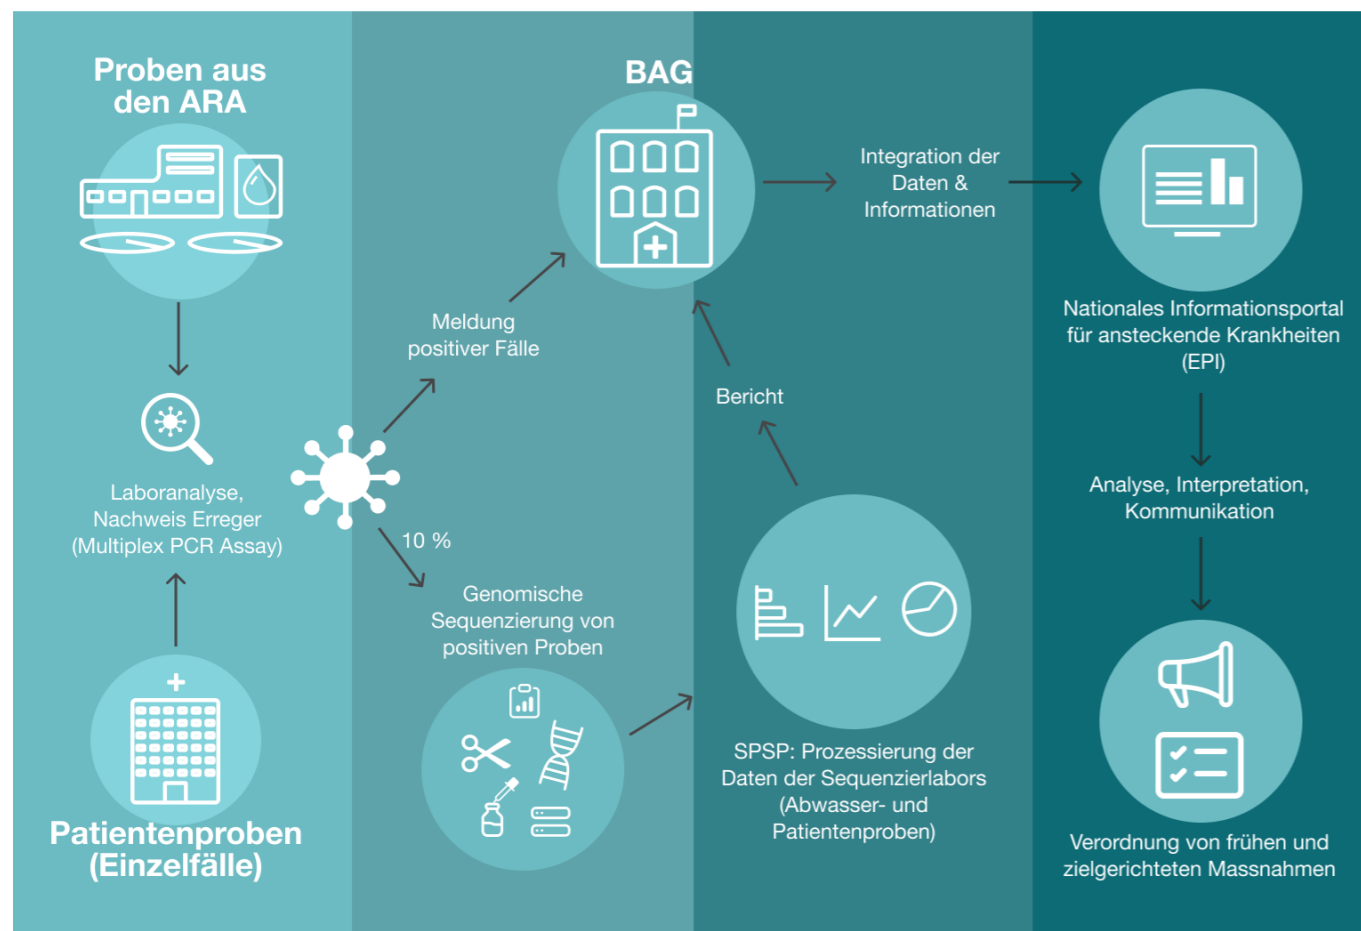 Proben aus
den ARA
Laboranalyse,
Nachweis Erreger
(Multiplex PCR Assay)
Patientenproben
(Einzelfälle)
BAG
Meldung
positiver Fälle
10 %
Genomische
Sequenzierung von
positiven Proben
Bericht
SPSP: Prozessierung der
Daten der Sequenzierlabors
(Abwasser- und
Patientenproben)
Integration der
Daten &
Informationen
Nationales Informationsportal
für ansteckende Krankheiten
(EPI)
Analyse, Interpretation,
Kommunikation
Verordnung von frühen und
zielgerichteten Massnahmen